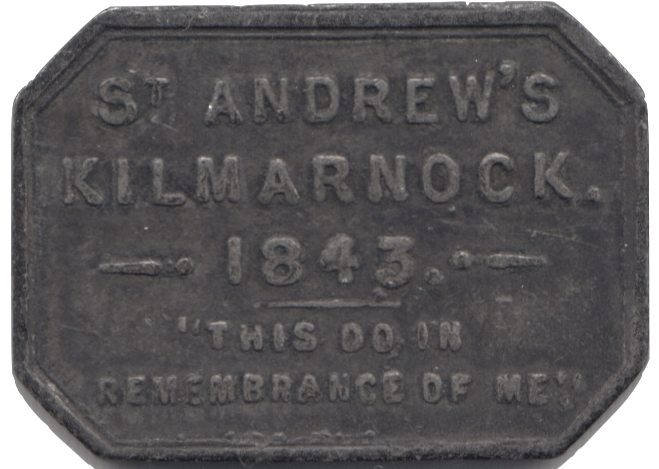 ST ANDREW'S
KILMARNOCK.
1843.
"THIS DO IN
REMEMBRANCE OF ME"